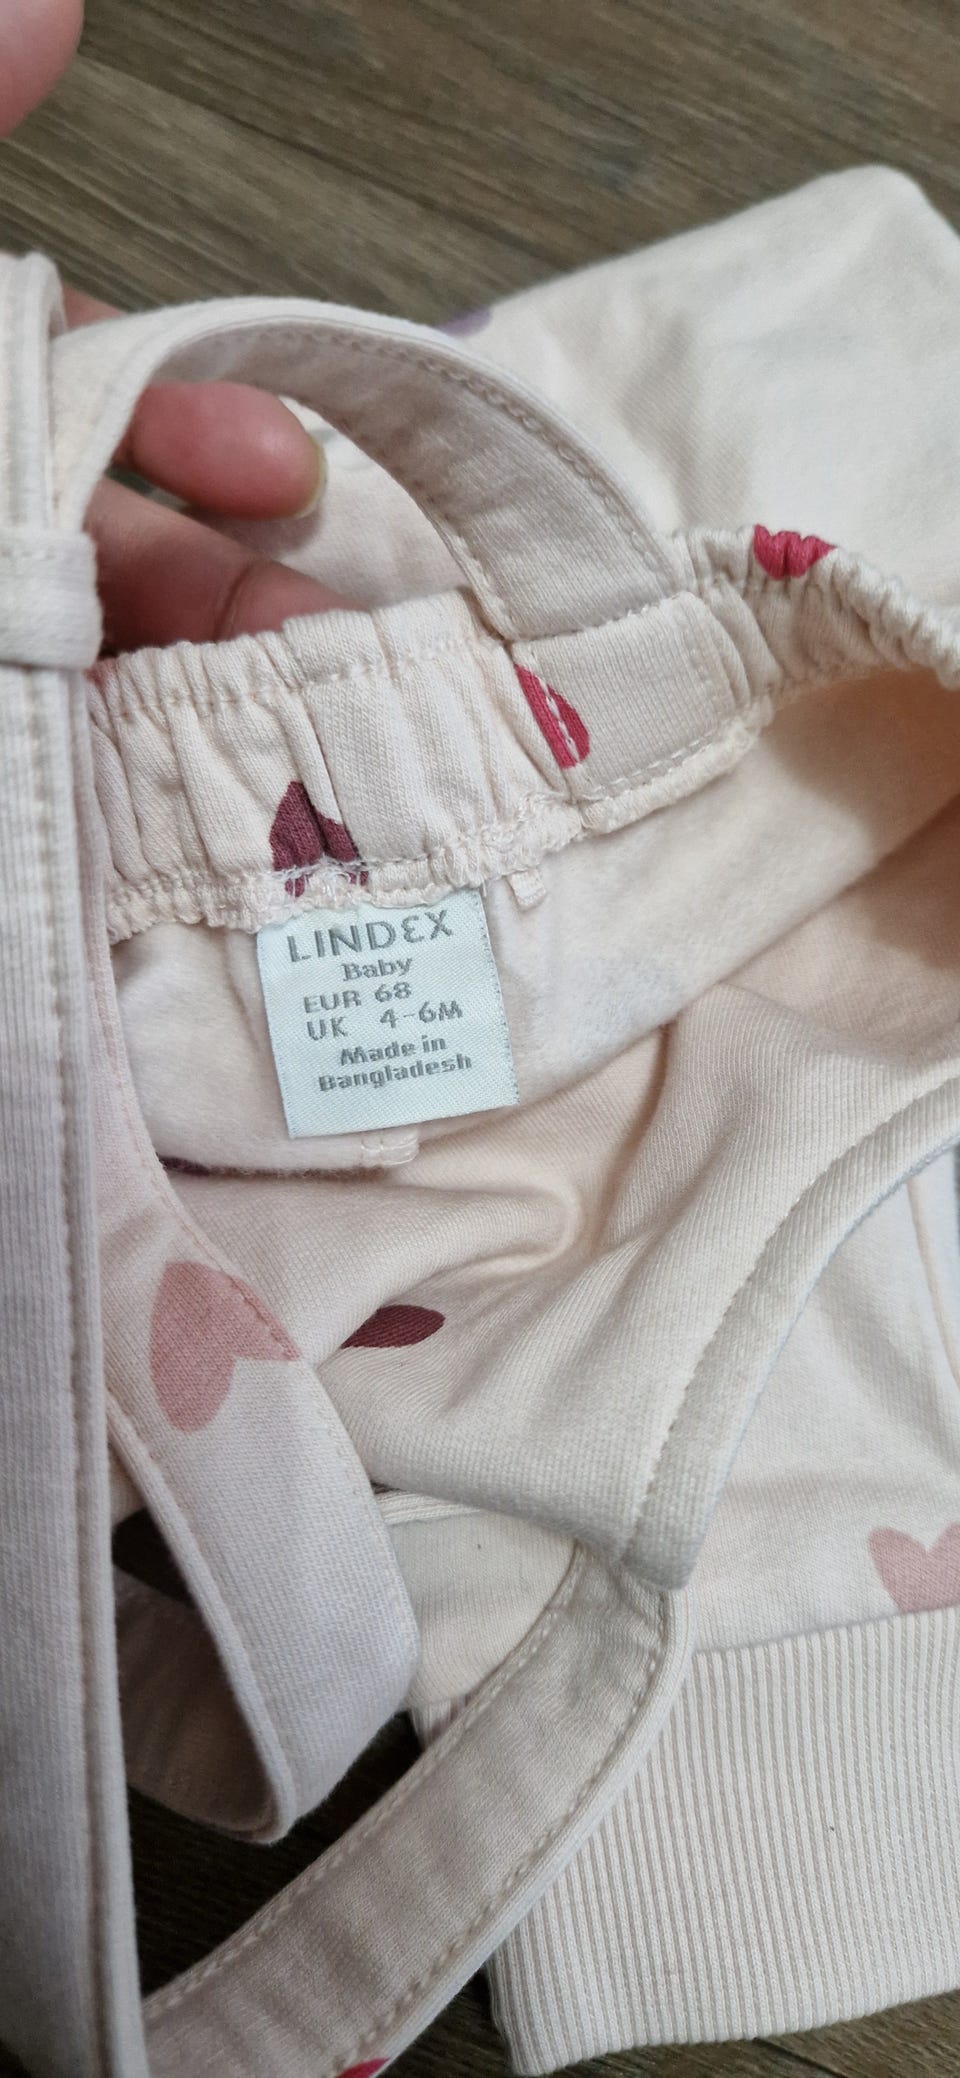 LINDEX
Baby
EUR 68
UK 4-6M
Made in
Bangladesh